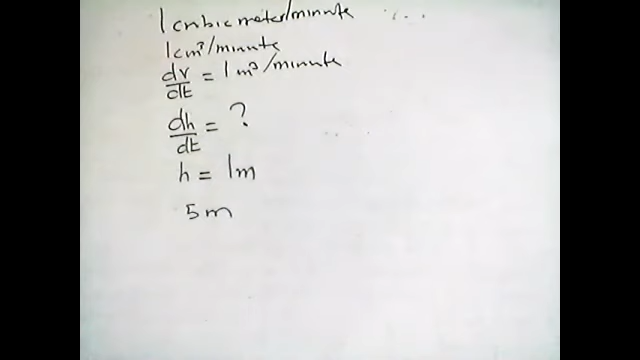 1 cubic meter/minute ...
1 cm³/minute
dv/dt = 1 m³/minute
dh/dt = ?
h = 1m
5m